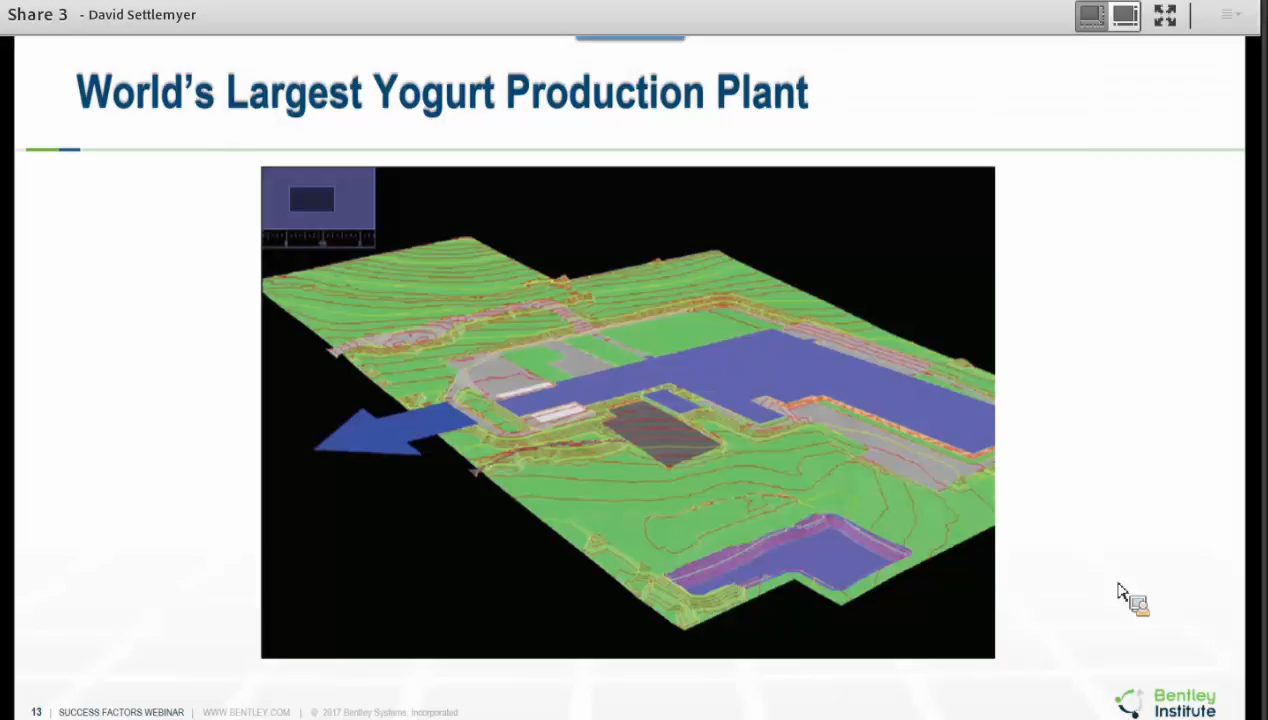 Share 3 - David Settlemyer
World's Largest Yogurt Production Plant
13 | SUCCESS FACTORS WEBINAR | WWW.BENTLEY.COM | © 2017 Bentley Systems, Incorporated
Bentley
Institute